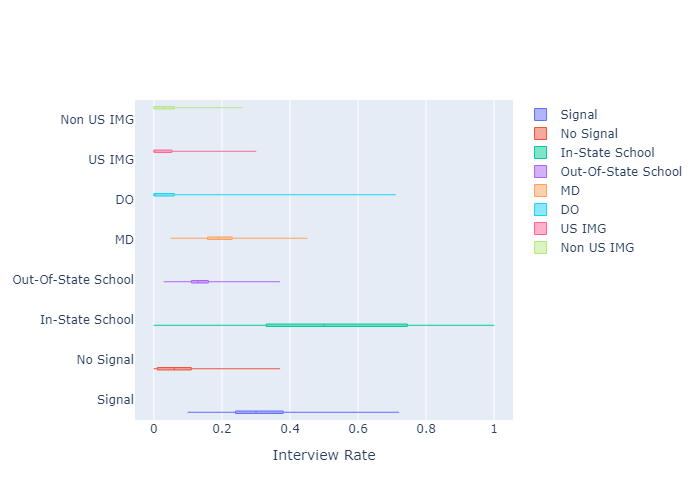 Non US IMG
US IMG
DO
MD
Out-Of-State School
In-State School
No Signal
Signal
0
0.2
0.4
0.6
0.8
1
Interview Rate
Signal
No Signal
In-State School
Out-Of-State School
MD
DO
US IMG
Non US IMG